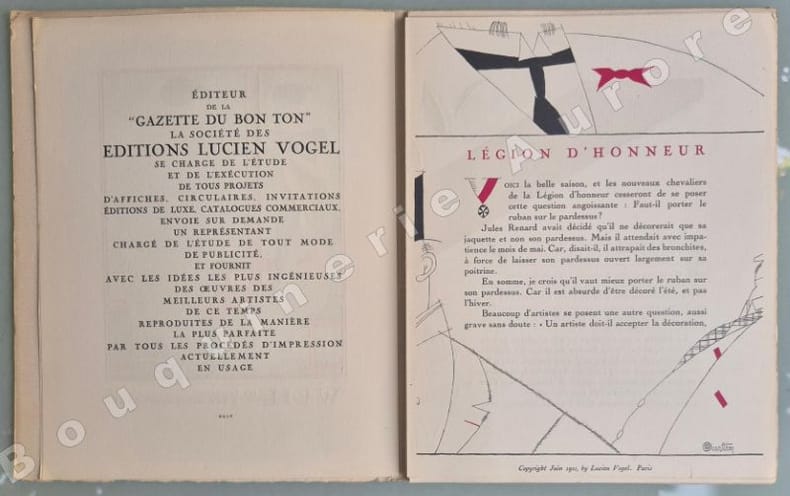 ÉDITEUR
DE LA
"GAZETTE DU BON TON"
LA SOCIÉTÉ DES
EDITIONS LUCIEN VOGEL
SE CHARGE DE L'ÉTUDE
ET DE L'EXÉCUTION
DE TOUS PROJETS
D'AFFICHES, CIRCULAIRES, INVITATIONS
ÉDITIONS DE LUXE, CATALOGUES COMMERCIAUX,
ENVOIE SUR DEMANDE
UN REPRÉSENTANT
CHARGÉ DE L'ÉTUDE DE TOUT MODE
DE PUBLICITÉ,
ET FOURNIT
AVEC LES IDÉES LES PLUS INGÉNIEUSES
DES ŒUVRES DES
MEILLEURS ARTISTES
DE CE TEMPS
REPRODUITES DE LA MANIÈRE
LA PLUS PARFAITE
PAR TOUS LES PROCÉDÉS D'IMPRESSION
ACTUELLEMENT
EN USAGE
LÉGION D'HONNEUR
VOICI la belle saison, et les nouveaux chevaliers
de la Légion d'honneur cesseront de se poser
cette question angoissante : Faut-il porter le
ruban sur le pardessus?
Jules Renard avait décidé qu'il ne décorerait que sa
jaquette et non son pardessus. Mais il attendait avec impa-
tience le mois de mai. Car, disait-il, il attrapait des bronchites,
à force de laisser son pardessus ouvert largement sur sa
poitrine.
En somme, je crois qu'il vaut mieux porter le ruban sur
son pardessus. Car il est absurde d'être décoré l'été, et pas
l'hiver.
Beaucoup d'artistes se posent une autre question, aussi
grave sans doute : « Un artiste doit-il accepter la décoration,
Copyright Juin 1921, by Lucien Vogel. Paris
Bouquinerie Aurore